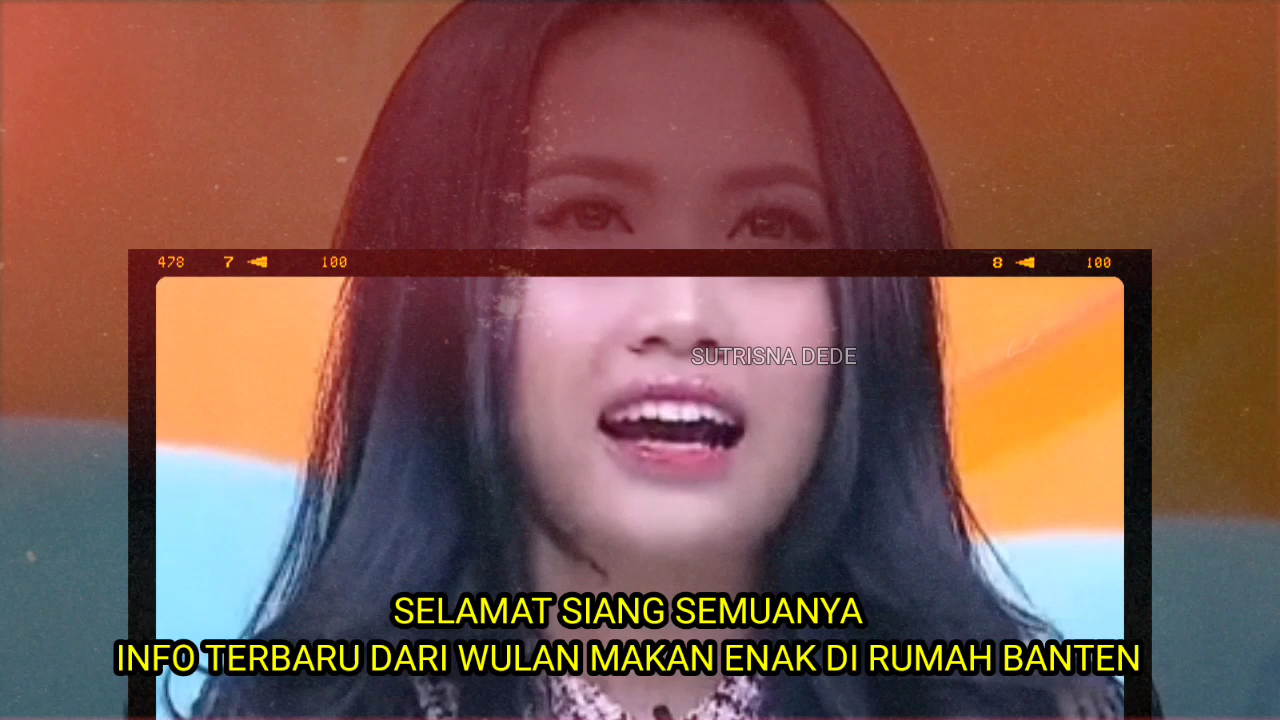 478 7 100 8 100
SUTRISNA DEDE
SELAMAT SIANG SEMUANYA
INFO TERBARU DARI WULAN MAKAN ENAK DI RUMAH BANTEN